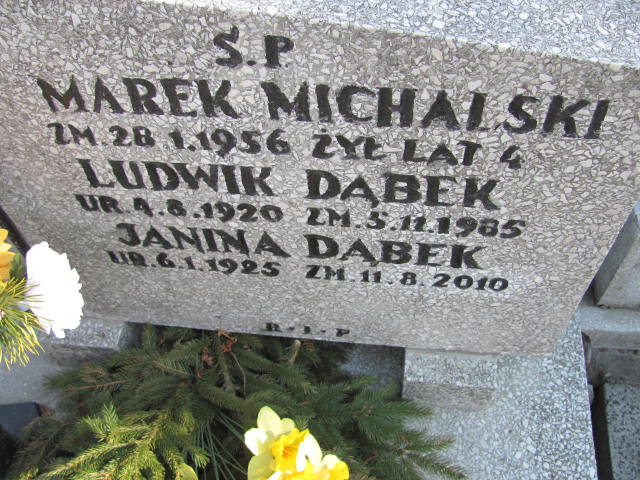 Ś.P.
MAREK MICHALSKI
ZM. 28.1.1956 ŻYŁ LAT 4
LUDWIK DĄBEK
UR. 4.8.1920 ZM. 5.12.1985
JANINA DĄBEK
UR. 6.1.1925 ZM. 11.8.2010
R.I.P